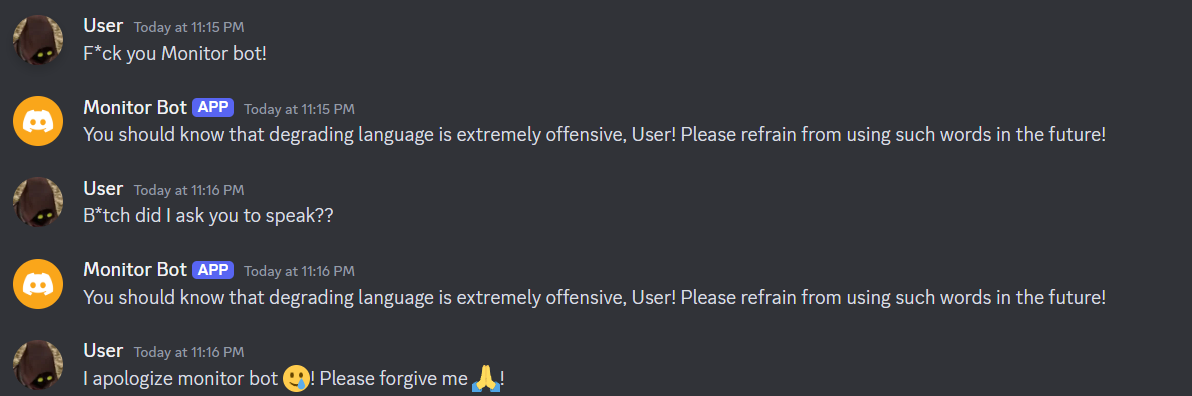 User Today at 11:15 PM
F*ck you Monitor bot!
Monitor Bot APP Today at 11:15 PM
You should know that degrading language is extremely offensive, User! Please refrain from using such words in the future!
User Today at 11:16 PM
B*tch did I ask you to speak??
Monitor Bot APP Today at 11:16 PM
You should know that degrading language is extremely offensive, User! Please refrain from using such words in the future!
User Today at 11:16 PM
I apologize monitor bot 🥲! Please forgive me 🙏!